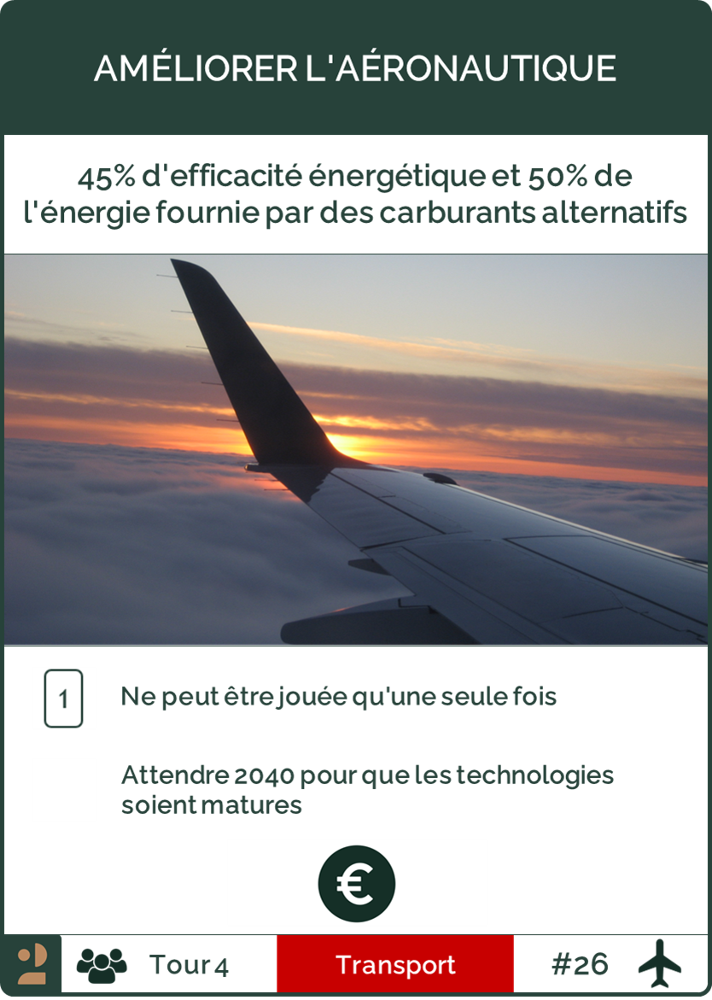 AMÉLIORER L'AÉRONAUTIQUE
45% d'efficacité énergétique et 50% de
l'énergie fournie par des carburants alternatifs
1
Ne peut être jouée qu'une seule fois
Attendre 2040 pour que les technologies
soient matures
€
Tour 4
Transport
#26